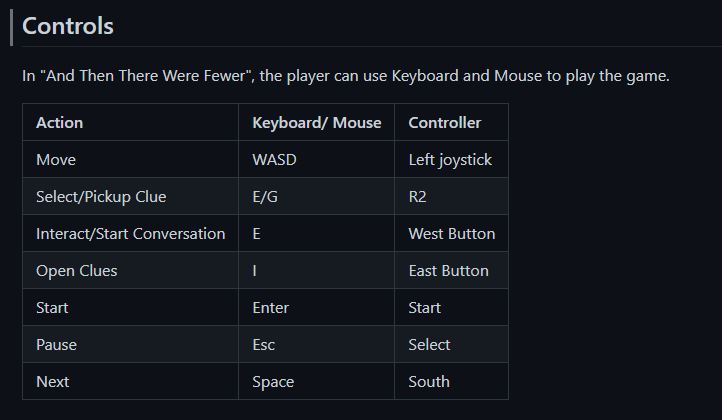 Controls
In "And Then There Were Fewer", the player can use Keyboard and Mouse to play the game.
Action Keyboard/ Mouse Controller
Move WASD Left joystick
Select/Pickup Clue E/G R2
Interact/Start Conversation E West Button
Open Clues I East Button
Start Enter Start
Pause Esc Select
Next Space South